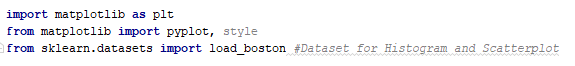 import matplotlib as plt
from matplotlib import pyplot, style
from sklearn.datasets import load_boston #Dataset for Histogram and Scatterplot